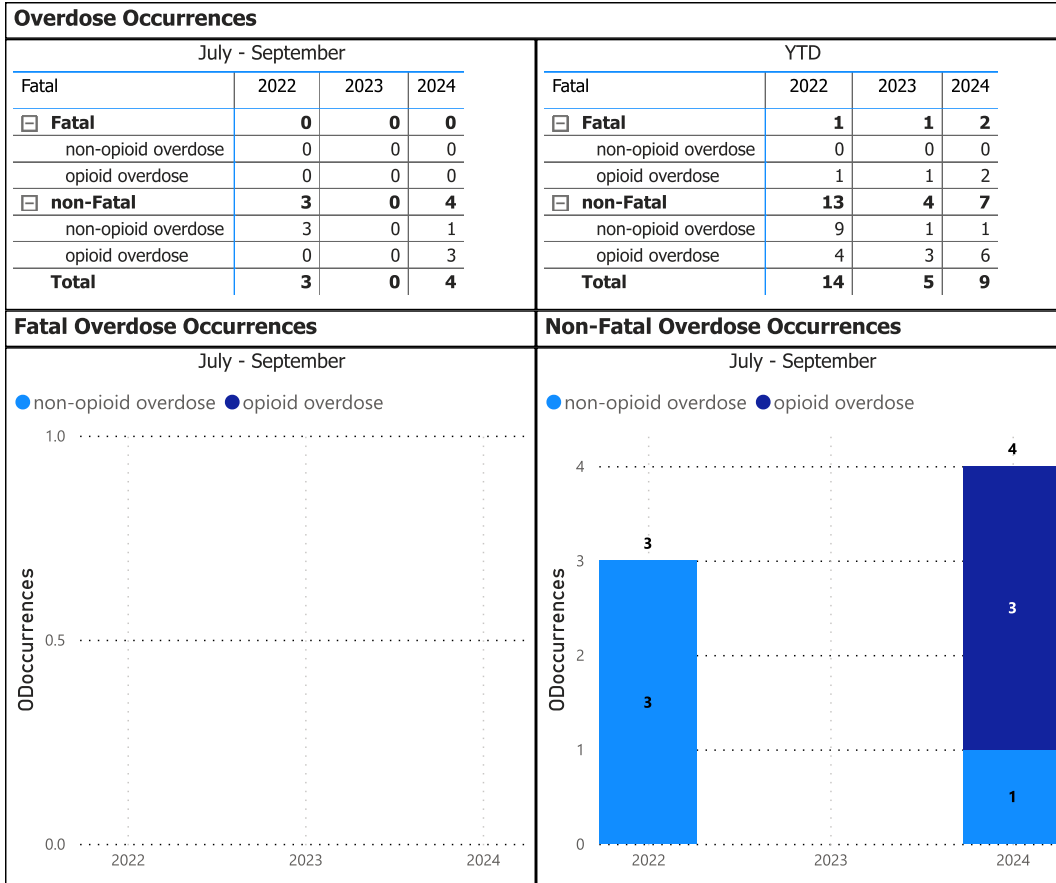 Overdose Occurrences
July - September
Fatal 2022 2023 2024
Fatal 0 0 0
non-opioid overdose 0 0 0
opioid overdose 0 0 0
non-Fatal 3 0 4
non-opioid overdose 3 0 1
opioid overdose 0 0 3
Total 3 0 4
YTD
Fatal 2022 2023 2024
Fatal 1 1 2
non-opioid overdose 0 0 0
opioid overdose 1 1 2
non-Fatal 13 4 7
non-opioid overdose 9 1 1
opioid overdose 4 3 6
Total 14 5 9
Fatal Overdose Occurrences
July - September
non-opioid overdose opioid overdose
1.0
0.5
0.0
ODoccurrences
2022 2023 2024
Non-Fatal Overdose Occurrences
July - September
non-opioid overdose opioid overdose
4
4
3
3
3
2
3
1
1
0
ODoccurrences
2022 2023 2024